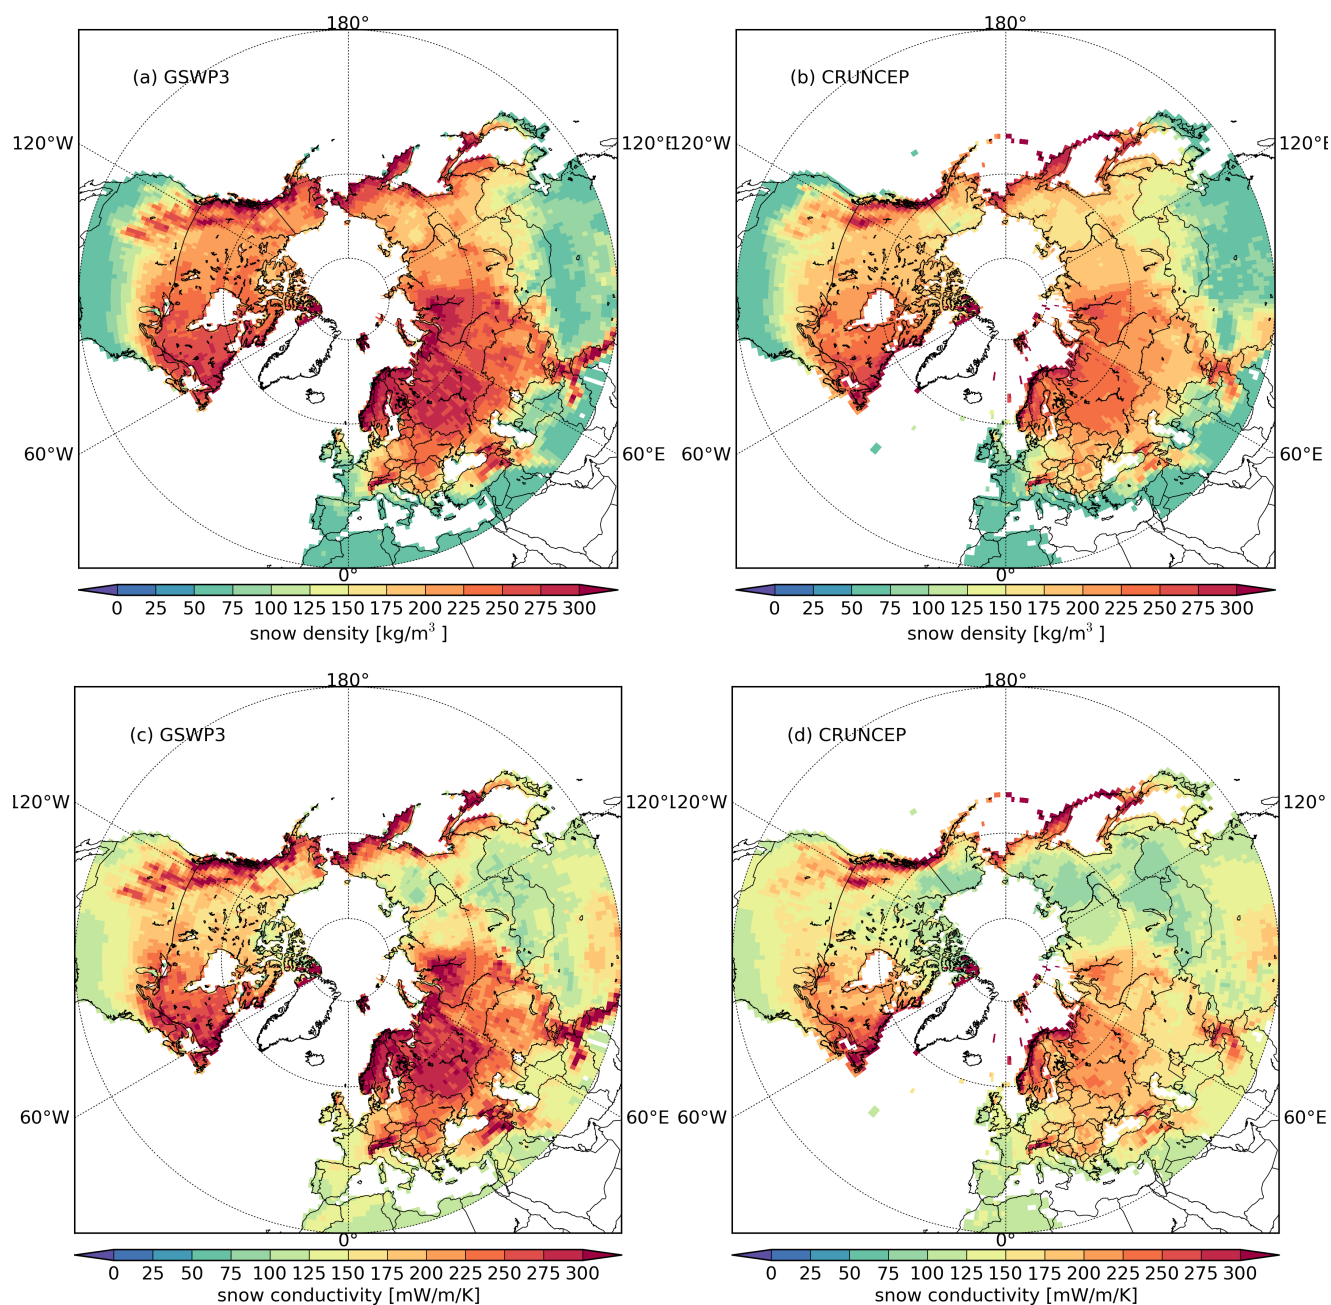 180° 180°
(a) GSWP3 (b) CRUNCEP
120°W 120°E 120°W 120°E
60°W 60°E 60°W 60°E
0° 0°
0 25 50 75 100 125 150 175 200 225 250 275 300 0 25 50 75 100 125 150 175 200 225 250 275 300
snow density [kg/m³ ] snow density [kg/m³ ]
180° 180°
(c) GSWP3 (d) CRUNCEP
120°W 120° 120°W 120°
60°W 60°E 60°W 60°E
0° 0°
0 25 50 75 100 125 150 175 200 225 250 275 300 0 25 50 75 100 125 150 175 200 225 250 275 300
snow conductivity [mW/m/K] snow conductivity [mW/m/K]